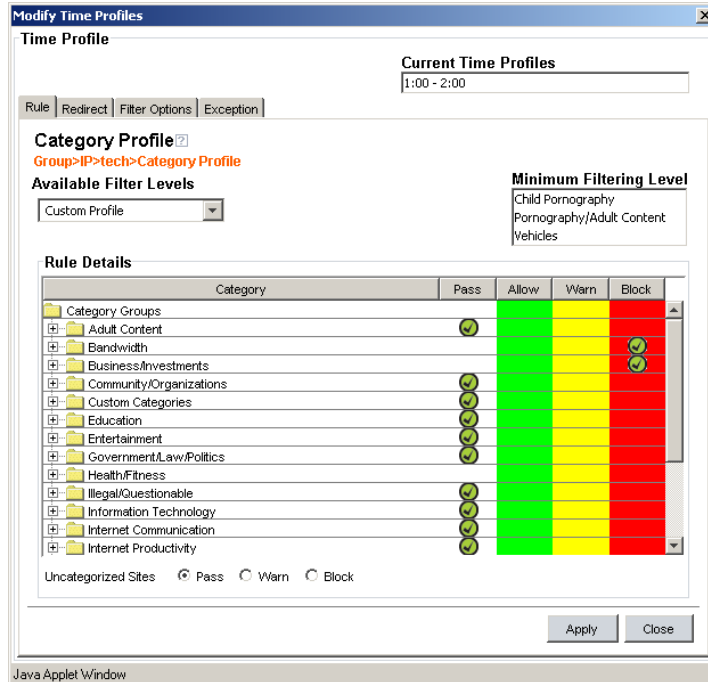 Modify Time Profiles
Time Profile
Current Time Profiles
1:00 - 2:00
Rule Redirect Filter Options Exception
Category Profile ?
Group>IP>tech>Category Profile
Available Filter Levels
Custom Profile
Minimum Filtering Level
Child Pornography
Pornography/Adult Content
Vehicles
Rule Details
Category Pass Allow Warn Block
Category Groups
Adult Content
Bandwidth
Business/Investments
Community/Organizations
Custom Categories
Education
Entertainment
Government/Law/Politics
Health/Fitness
Illegal/Questionable
Information Technology
Internet Communication
Internet Productivity
Uncategorized Sites Pass Warn Block
Apply Close
Java Applet Window